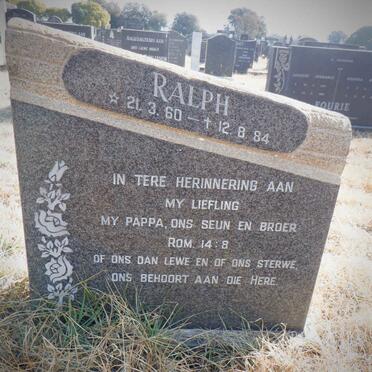 RALPH
☆ 21.3.60 – † 12.8.84
IN TERE HERINNERING AAN
MY LIEFLING
MY PAPPA, ONS SEUN EN BROER
ROM. 14:8
OF ONS DAN LEWE EN OF ONS STERWE,
ONS BEHOORT AAN DIE HERE.
FOURIE